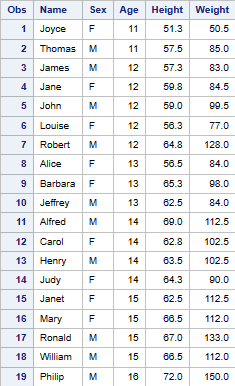 Obs Name Sex Age Height Weight
1 Joyce F 11 51.3 50.5
2 Thomas M 11 57.5 85.0
3 James M 12 57.3 83.0
4 Jane F 12 59.8 84.5
5 John M 12 59.0 99.5
6 Louise F 12 56.3 77.0
7 Robert M 12 64.8 128.0
8 Alice F 13 56.5 84.0
9 Barbara F 13 65.3 98.0
10 Jeffrey M 13 62.5 84.0
11 Alfred M 14 69.0 112.5
12 Carol F 14 62.8 102.5
13 Henry M 14 63.5 102.5
14 Judy F 14 64.3 90.0
15 Janet F 15 62.5 112.5
16 Mary F 15 66.5 112.0
17 Ronald M 15 67.0 133.0
18 William M 15 66.5 112.0
19 Philip M 16 72.0 150.0